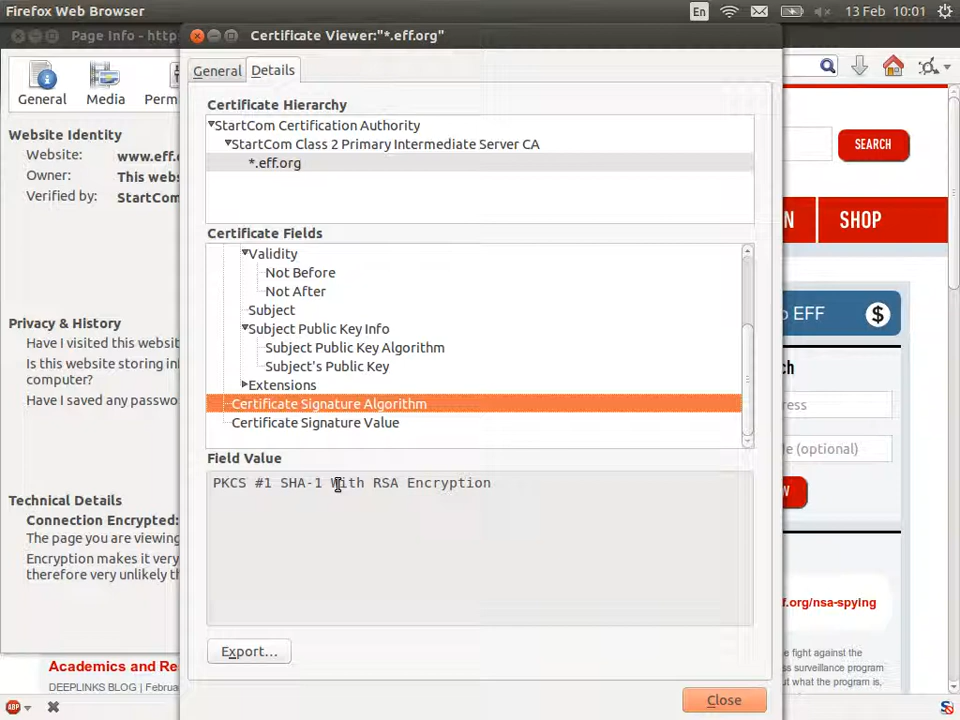 Firefox Web Browser
En
13 Feb 10:01
Page Info - http
Certificate Viewer:"*.eff.org"
General
Media
Perm
General
Details
Website Identity
Website: www.eff.
Owner: This webs
Verified by: StartCom
Certificate Hierarchy
StartCom Certification Authority
StartCom Class 2 Primary Intermediate Server CA
*.eff.org
SEARCH
N SHOP
Certificate Fields
Validity
Not Before
Not After
Subject
Subject Public Key Info
Subject Public Key Algorithm
Subject's Public Key
Extensions
Certificate Signature Algorithm
Certificate Signature Value
Privacy & History
Have I visited this websit
Is this website storing inf
computer?
Have I saved any passwo
o EFF
$
ch
ress
e (optional)
W
Field Value
PKCS #1 SHA-1 With RSA Encryption
Technical Details
Connection Encrypted:
The page you are viewing
Encryption makes it very
therefore very unlikely th
f.org/nsa-spying
e fight against the
s surveillance program
out what the program is,
Export...
Academics and Re
DEEPLINKS BLOG | Februa
Close
ABP